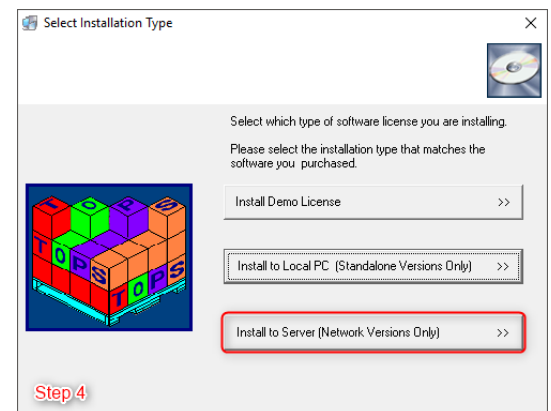 Select Installation Type
Select which type of software license you are installing.
Please select the installation type that matches the
software you purchased.
Install Demo License >>
Install to Local PC (Standalone Versions Only) >>
Install to Server (Network Versions Only) >>
T O P S
T O P S
T O P S
Step 4